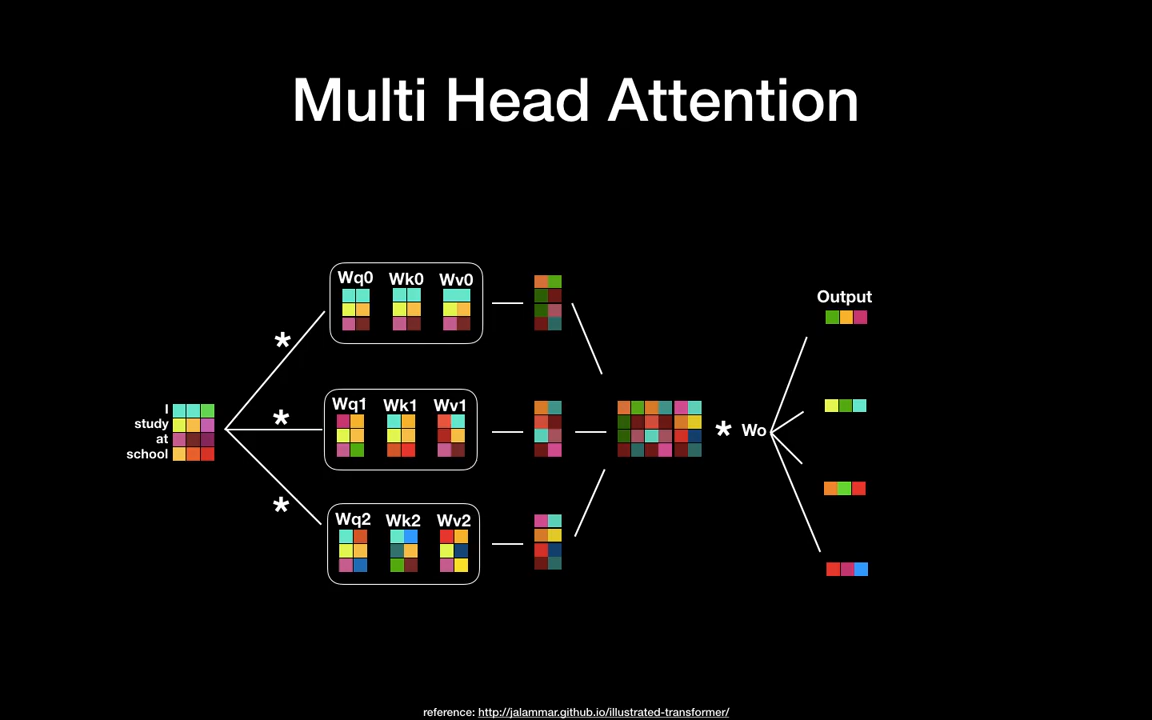 Multi Head Attention
Wq0 Wk0 Wv0
*
Output
I
study
at
school
*
Wq1 Wk1 Wv1
* Wo
*
Wq2 Wk2 Wv2
reference: http://jalammar.github.io/illustrated-transformer/